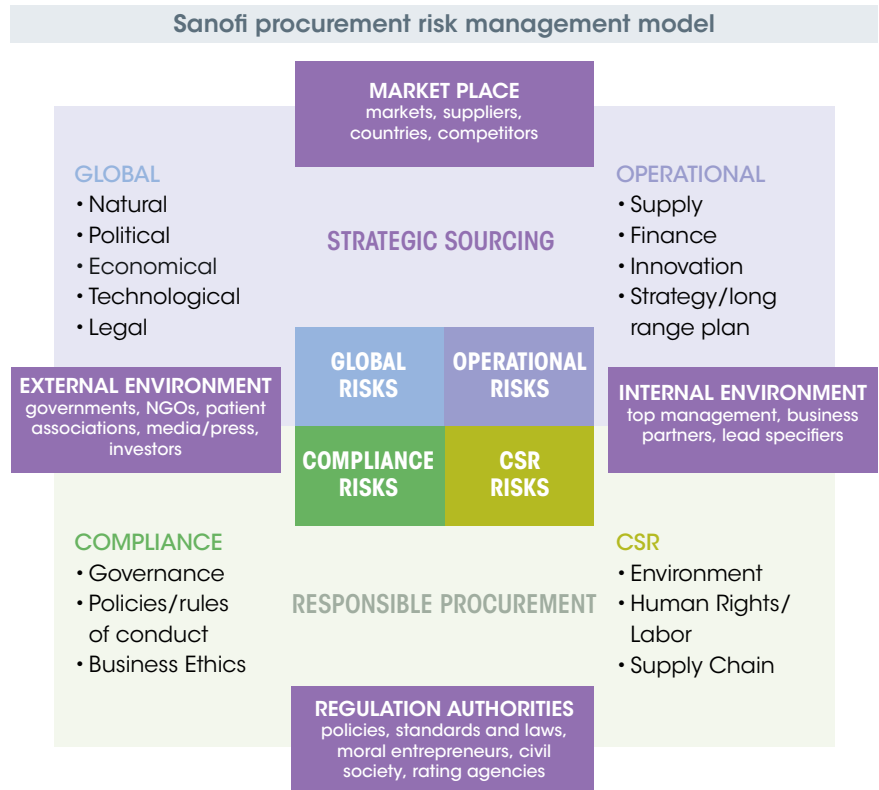 Sanofi procurement risk management model
MARKET PLACE
markets, suppliers,
countries, competitors
GLOBAL
• Natural
• Political
• Economical
• Technological
• Legal
STRATEGIC SOURCING
OPERATIONAL
• Supply
• Finance
• Innovation
• Strategy/long
range plan
EXTERNAL ENVIRONMENT
governments, NGOs, patient
associations, media/press,
investors
GLOBAL
RISKS
OPERATIONAL
RISKS
COMPLIANCE
RISKS
CSR
RISKS
INTERNAL ENVIRONMENT
top management, business
partners, lead specifiers
COMPLIANCE
• Governance
• Policies/rules
of conduct
• Business Ethics
RESPONSIBLE PROCUREMENT
CSR
• Environment
• Human Rights/
Labor
• Supply Chain
REGULATION AUTHORITIES
policies, standards and laws,
moral entrepreneurs, civil
society, rating agencies